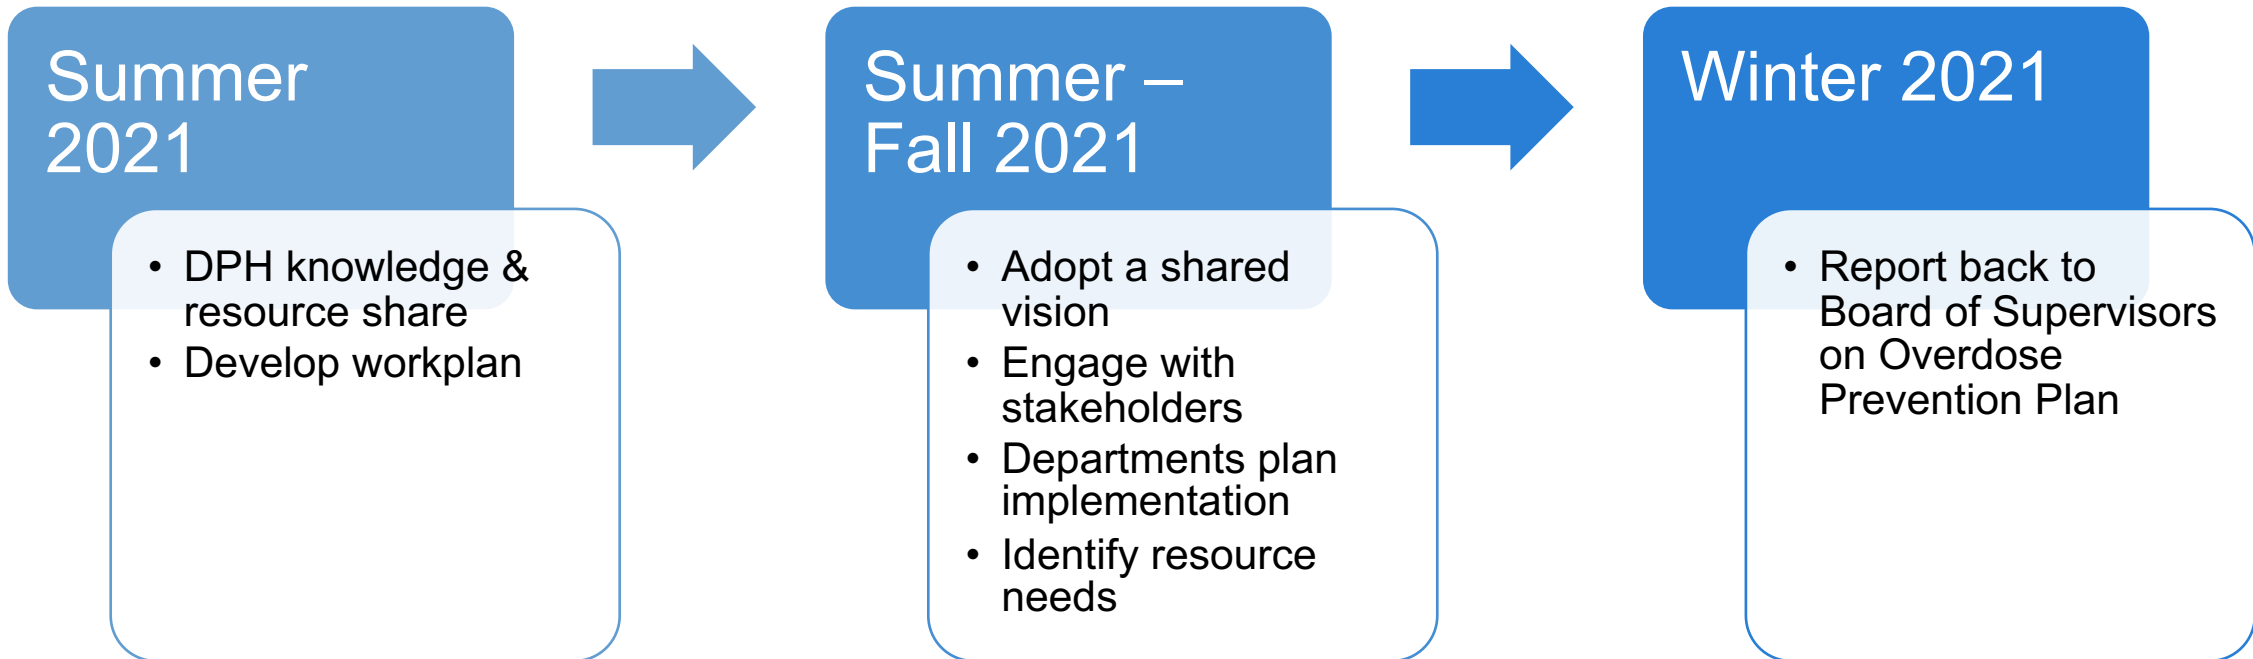 Summer
2021
• DPH knowledge &
resource share
• Develop workplan
Summer –
Fall 2021
• Adopt a shared
vision
• Engage with
stakeholders
• Departments plan
implementation
• Identify resource
needs
Winter 2021
• Report back to
Board of Supervisors
on Overdose
Prevention Plan